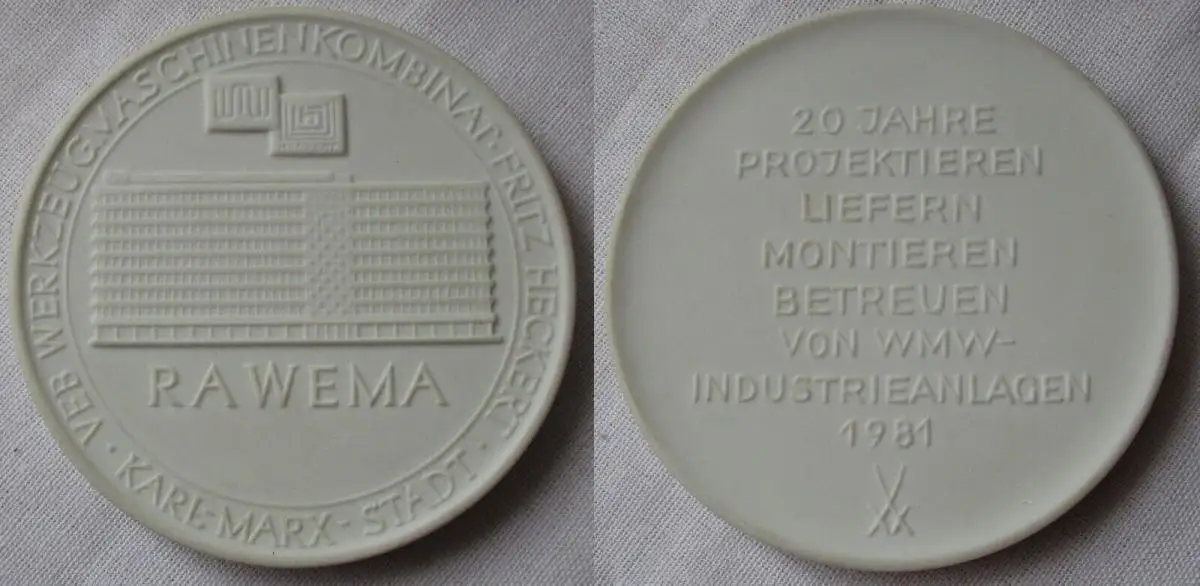 VEB WERKZEUGMASCHINENKOMBINAT · FRITZ HECKERT ·
KARL-MARX-STADT ·
RAWEMA
20 JAHRE
PROJEKTIEREN
LIEFERN
MONTIEREN
BETREUEN
VON WMW-
INDUSTRIEANLAGEN
1981